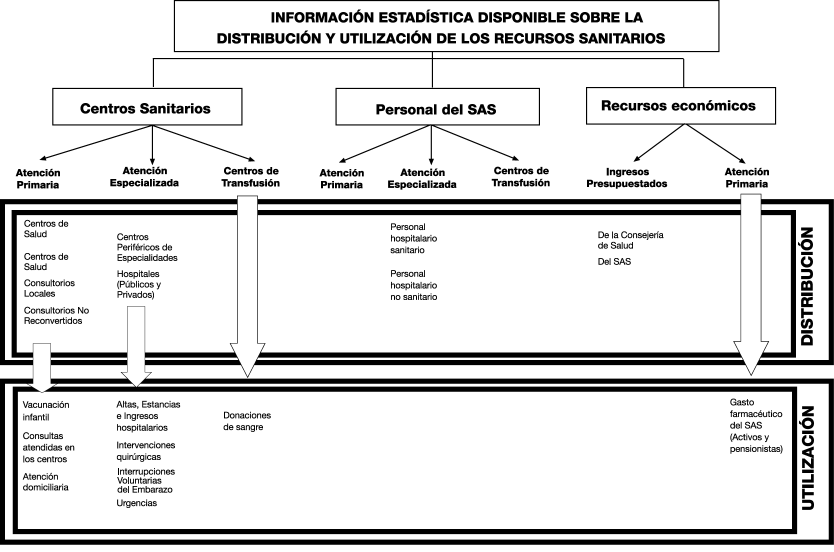 INFORMACIÓN ESTADÍSTICA DISPONIBLE SOBRE LA
DISTRIBUCIÓN Y UTILIZACIÓN DE LOS RECURSOS SANITARIOS
Centros Sanitarios
Personal del SAS
Recursos económicos
Atención
Primaria
Atención
Especializada
Centros de
Transfusión
Atención
Primaria
Atención
Especializada
Centros de
Transfusión
Ingresos
Presupuestados
Atención
Primaria
Centros de
Salud
Centros de
Salud
Consultorios
Locales
Consultorios No
Reconvertidos
Centros
Periféricos de
Especialidades
Hospitales
(Públicos y
Privados)
Personal
hospitalario
sanitario
Personal
hospitalario
no sanitario
De la Consejería
de Salud
Del SAS
DISTRIBUCIÓN
Vacunación
infantil
Consultas
atendidas en
los centros
Atención
domiciliaria
Altas, Estancias
e Ingresos
hospitalarios
Intervenciones
quirúrgicas
Interrupciones
Voluntarias
del Embarazo
Urgencias
Donaciones
de sangre
Gasto
farmacéutico
del SAS
(Activos y
pensionistas)
UTILIZACIÓN